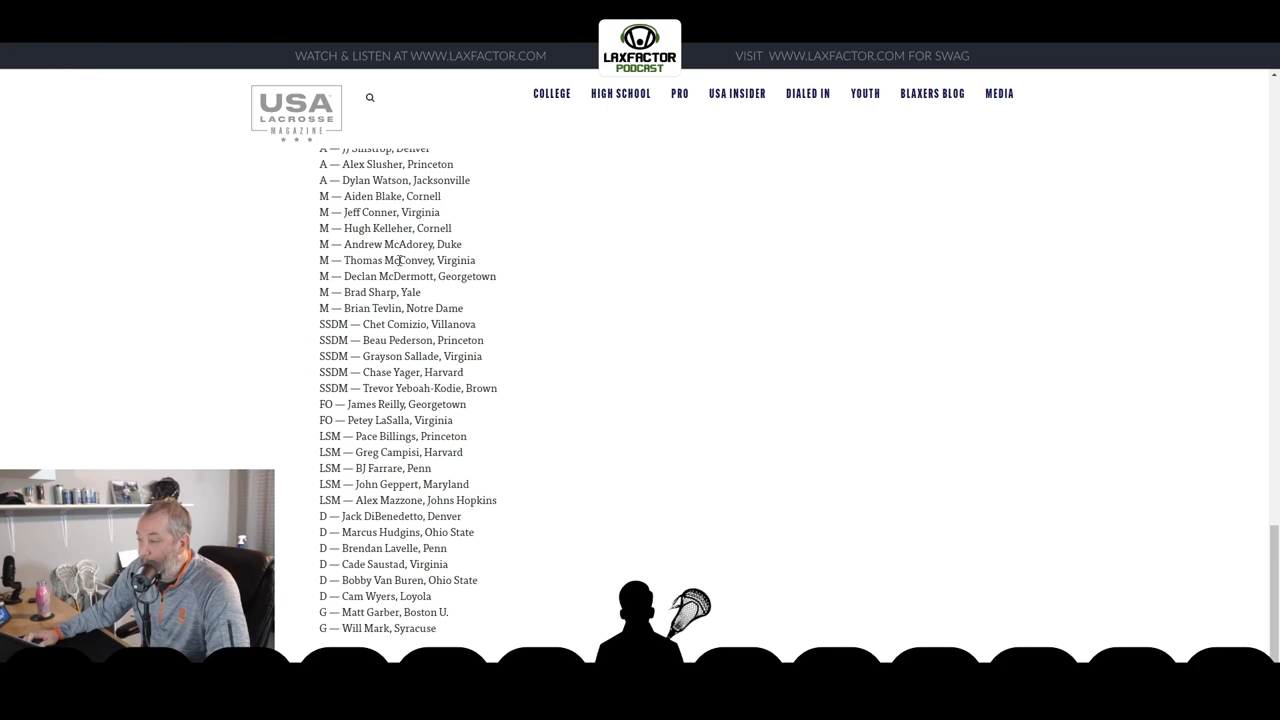 WATCH & LISTEN AT WWW.LAXFACTOR.COM
LAXFACTOR
PODCAST
VISIT WWW.LAXFACTOR.COM FOR SWAG
USA
LACROSSE
MAGAZINE
COLLEGE HIGH SCHOOL PRO USA INSIDER DIALED IN YOUTH BLAXERS BLOG MEDIA
A — JJ Sillstrop, Denver
A — Alex Slusher, Princeton
A — Dylan Watson, Jacksonville
M — Aiden Blake, Cornell
M — Jeff Conner, Virginia
M — Hugh Kelleher, Cornell
M — Andrew McAdorey, Duke
M — Thomas McConvey, Virginia
M — Declan McDermott, Georgetown
M — Brad Sharp, Yale
M — Brian Tevlin, Notre Dame
SSDM — Chet Comizio, Villanova
SSDM — Beau Pederson, Princeton
SSDM — Grayson Sallade, Virginia
SSDM — Chase Yager, Harvard
SSDM — Trevor Yeboah-Kodie, Brown
FO — James Reilly, Georgetown
FO — Petey LaSalla, Virginia
LSM — Pace Billings, Princeton
LSM — Greg Campisi, Harvard
LSM — BJ Farrare, Penn
LSM — John Geppert, Maryland
LSM — Alex Mazzone, Johns Hopkins
D — Jack DiBenedetto, Denver
D — Marcus Hudgins, Ohio State
D — Brendan Lavelle, Penn
D — Cade Saustad, Virginia
D — Bobby Van Buren, Ohio State
D — Cam Wyers, Loyola
G — Matt Garber, Boston U.
G — Will Mark, Syracuse